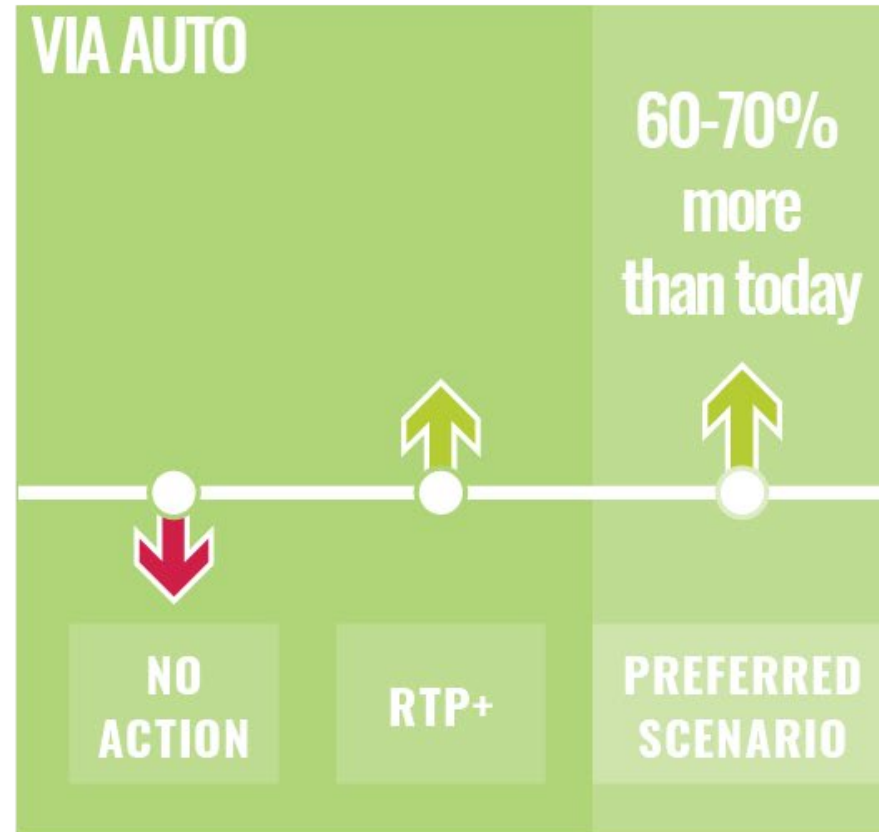 VIA AUTO
60-70%
more
than today
NO
ACTION
RTP+
PREFERRED
SCENARIO